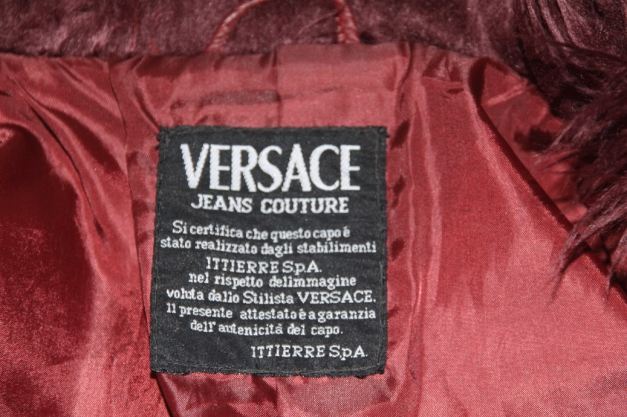 VERSACE
JEANS COUTURE
Si certifica che questo capo è
stato realizzato dagli stabilimenti
ITTIERRE S.p.A.
nel rispetto dellimmagine
voluta dallo Stilista VERSACE.
Il presente attestato è a garanzia
dell'autenticità del capo.
ITTIERRE S.p.A.